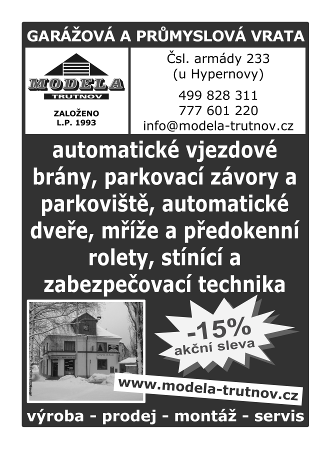 GARÁŽOVÁ A PRŮMYSLOVÁ VRATA
MODELA
TRUTNOV
ZALOŽENO
L.P. 1993
Čsl. armády 233
(u Hypernovy)
499 828 311
777 601 220
info@modela-trutnov.cz
automatické vjezdové
brány, parkovací závory a
parkoviště, automatické
dveře, mříže a předokenní
rolety, stínící a
zabezpečovací technika
-15%
akční sleva
www.modela-trutnov.cz
výroba - prodej - montáž - servis